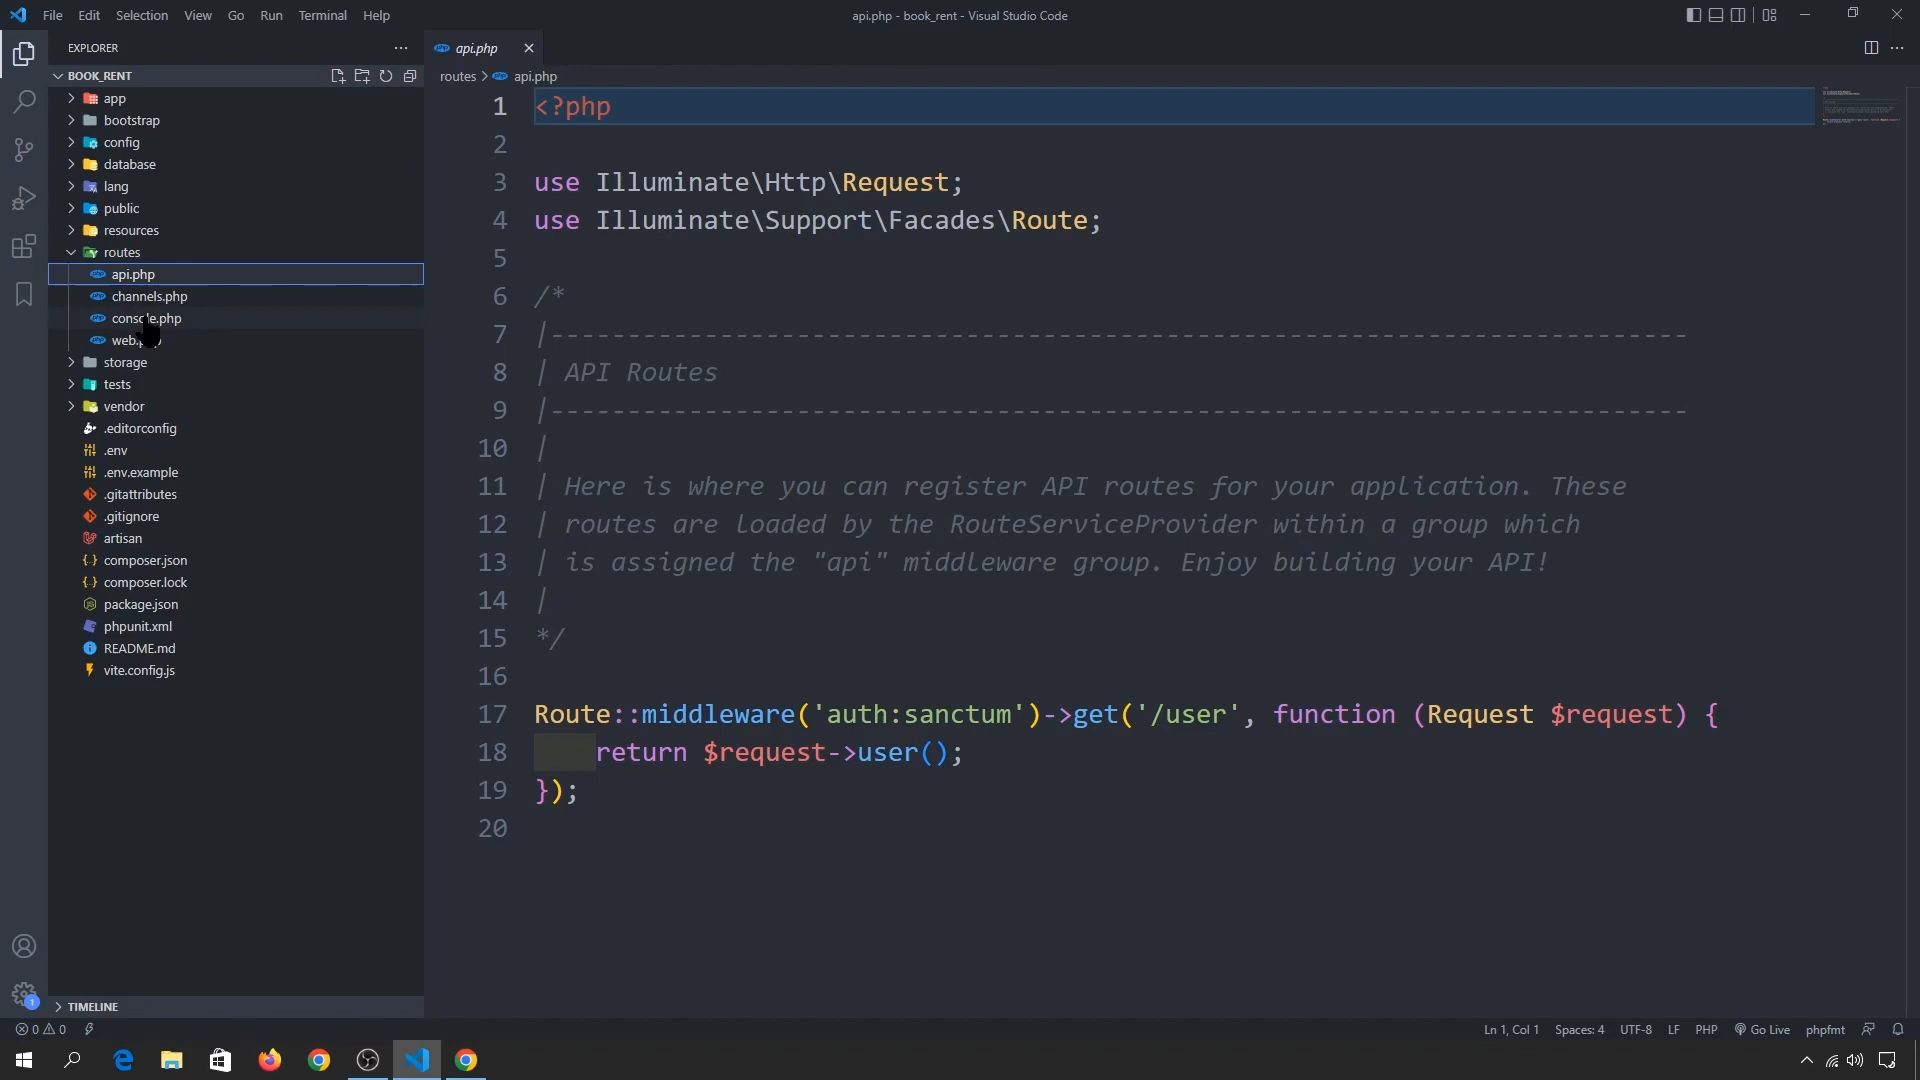 File Edit Selection View Go Run Terminal Help
api.php - book_rent - Visual Studio Code
EXPLORER
BOOK_RENT
app
bootstrap
config
database
lang
public
resources
routes
api.php
channels.php
console.php
web.
storage
tests
vendor
.editorconfig
.env
.env.example
.gitattributes
.gitignore
artisan
composer.json
composer.lock
package.json
phpunit.xml
README.md
vite.config.js
TIMELINE
api.php
routes > api.php
1 <?php
2
3 use Illuminate\Http\Request;
4 use Illuminate\Support\Facades\Route;
5
6 /*
7 |--------------------------------------------------------------------------
8 | API Routes
9 |--------------------------------------------------------------------------
10 |
11 | Here is where you can register API routes for your application. These
12 | routes are loaded by the RouteServiceProvider within a group which
13 | is assigned the "api" middleware group. Enjoy building your API!
14 |
15 */
16
17 Route::middleware('auth:sanctum')->get('/user', function (Request $request) {
18 return $request->user();
19 });
20
0 0
Ln 1, Col 1 Spaces: 4 UTF-8 LF PHP Go Live phpfmt
1